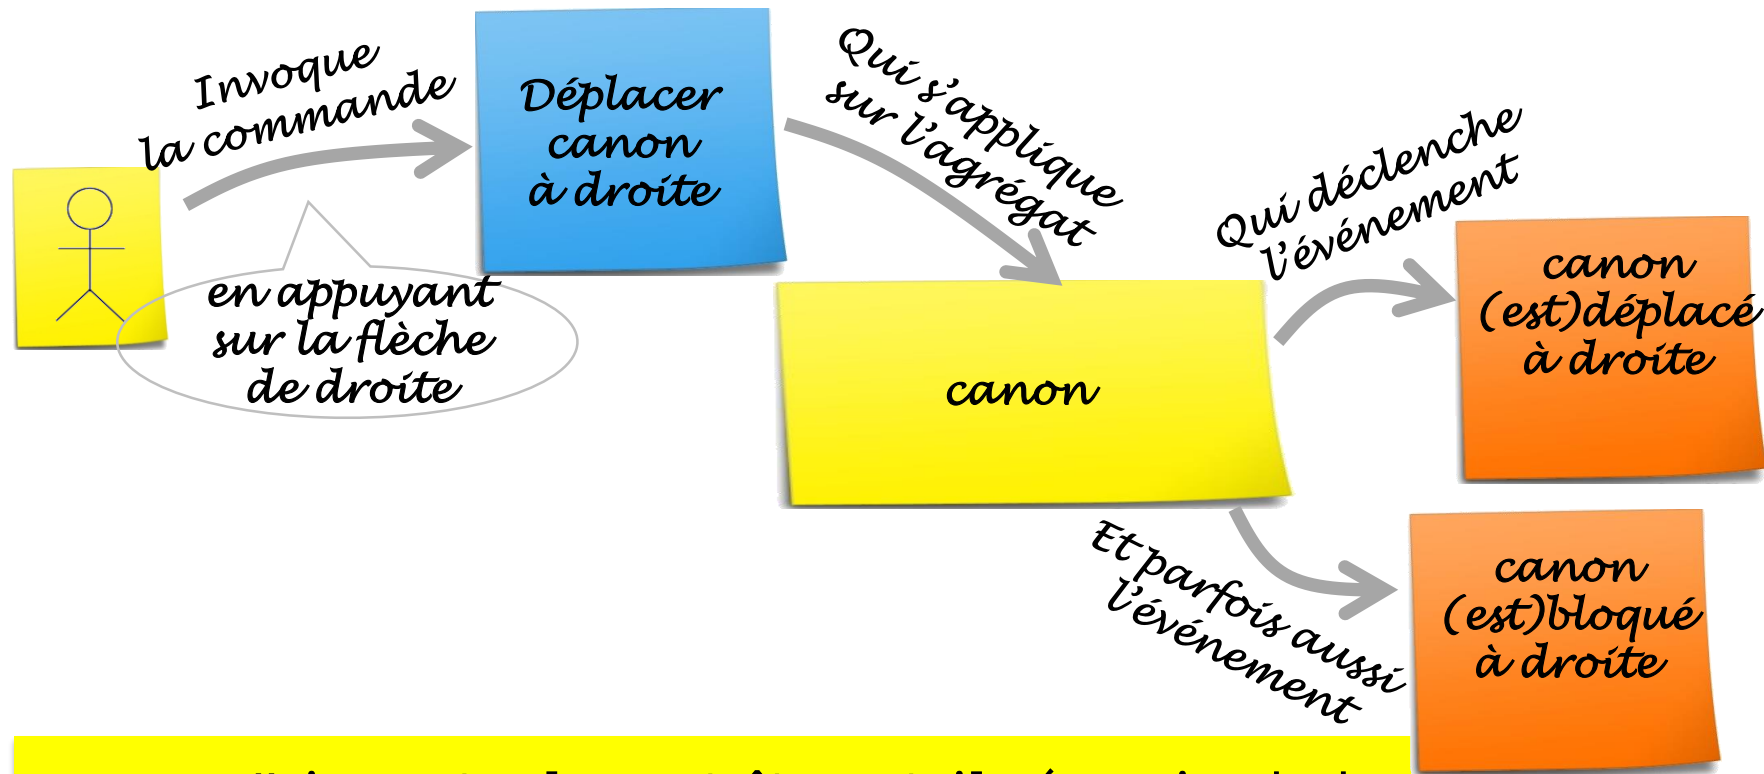 Invoque
la commande
en appuyant
sur la flèche
de droite
Déplacer
canon
à droite
Qui s'applique
sur l'agrégat
canon
Qui déclenche
l'événement
canon
(est)déplacé
à droite
Et parfois aussi
l'événement
canon
(est)bloqué
à droite